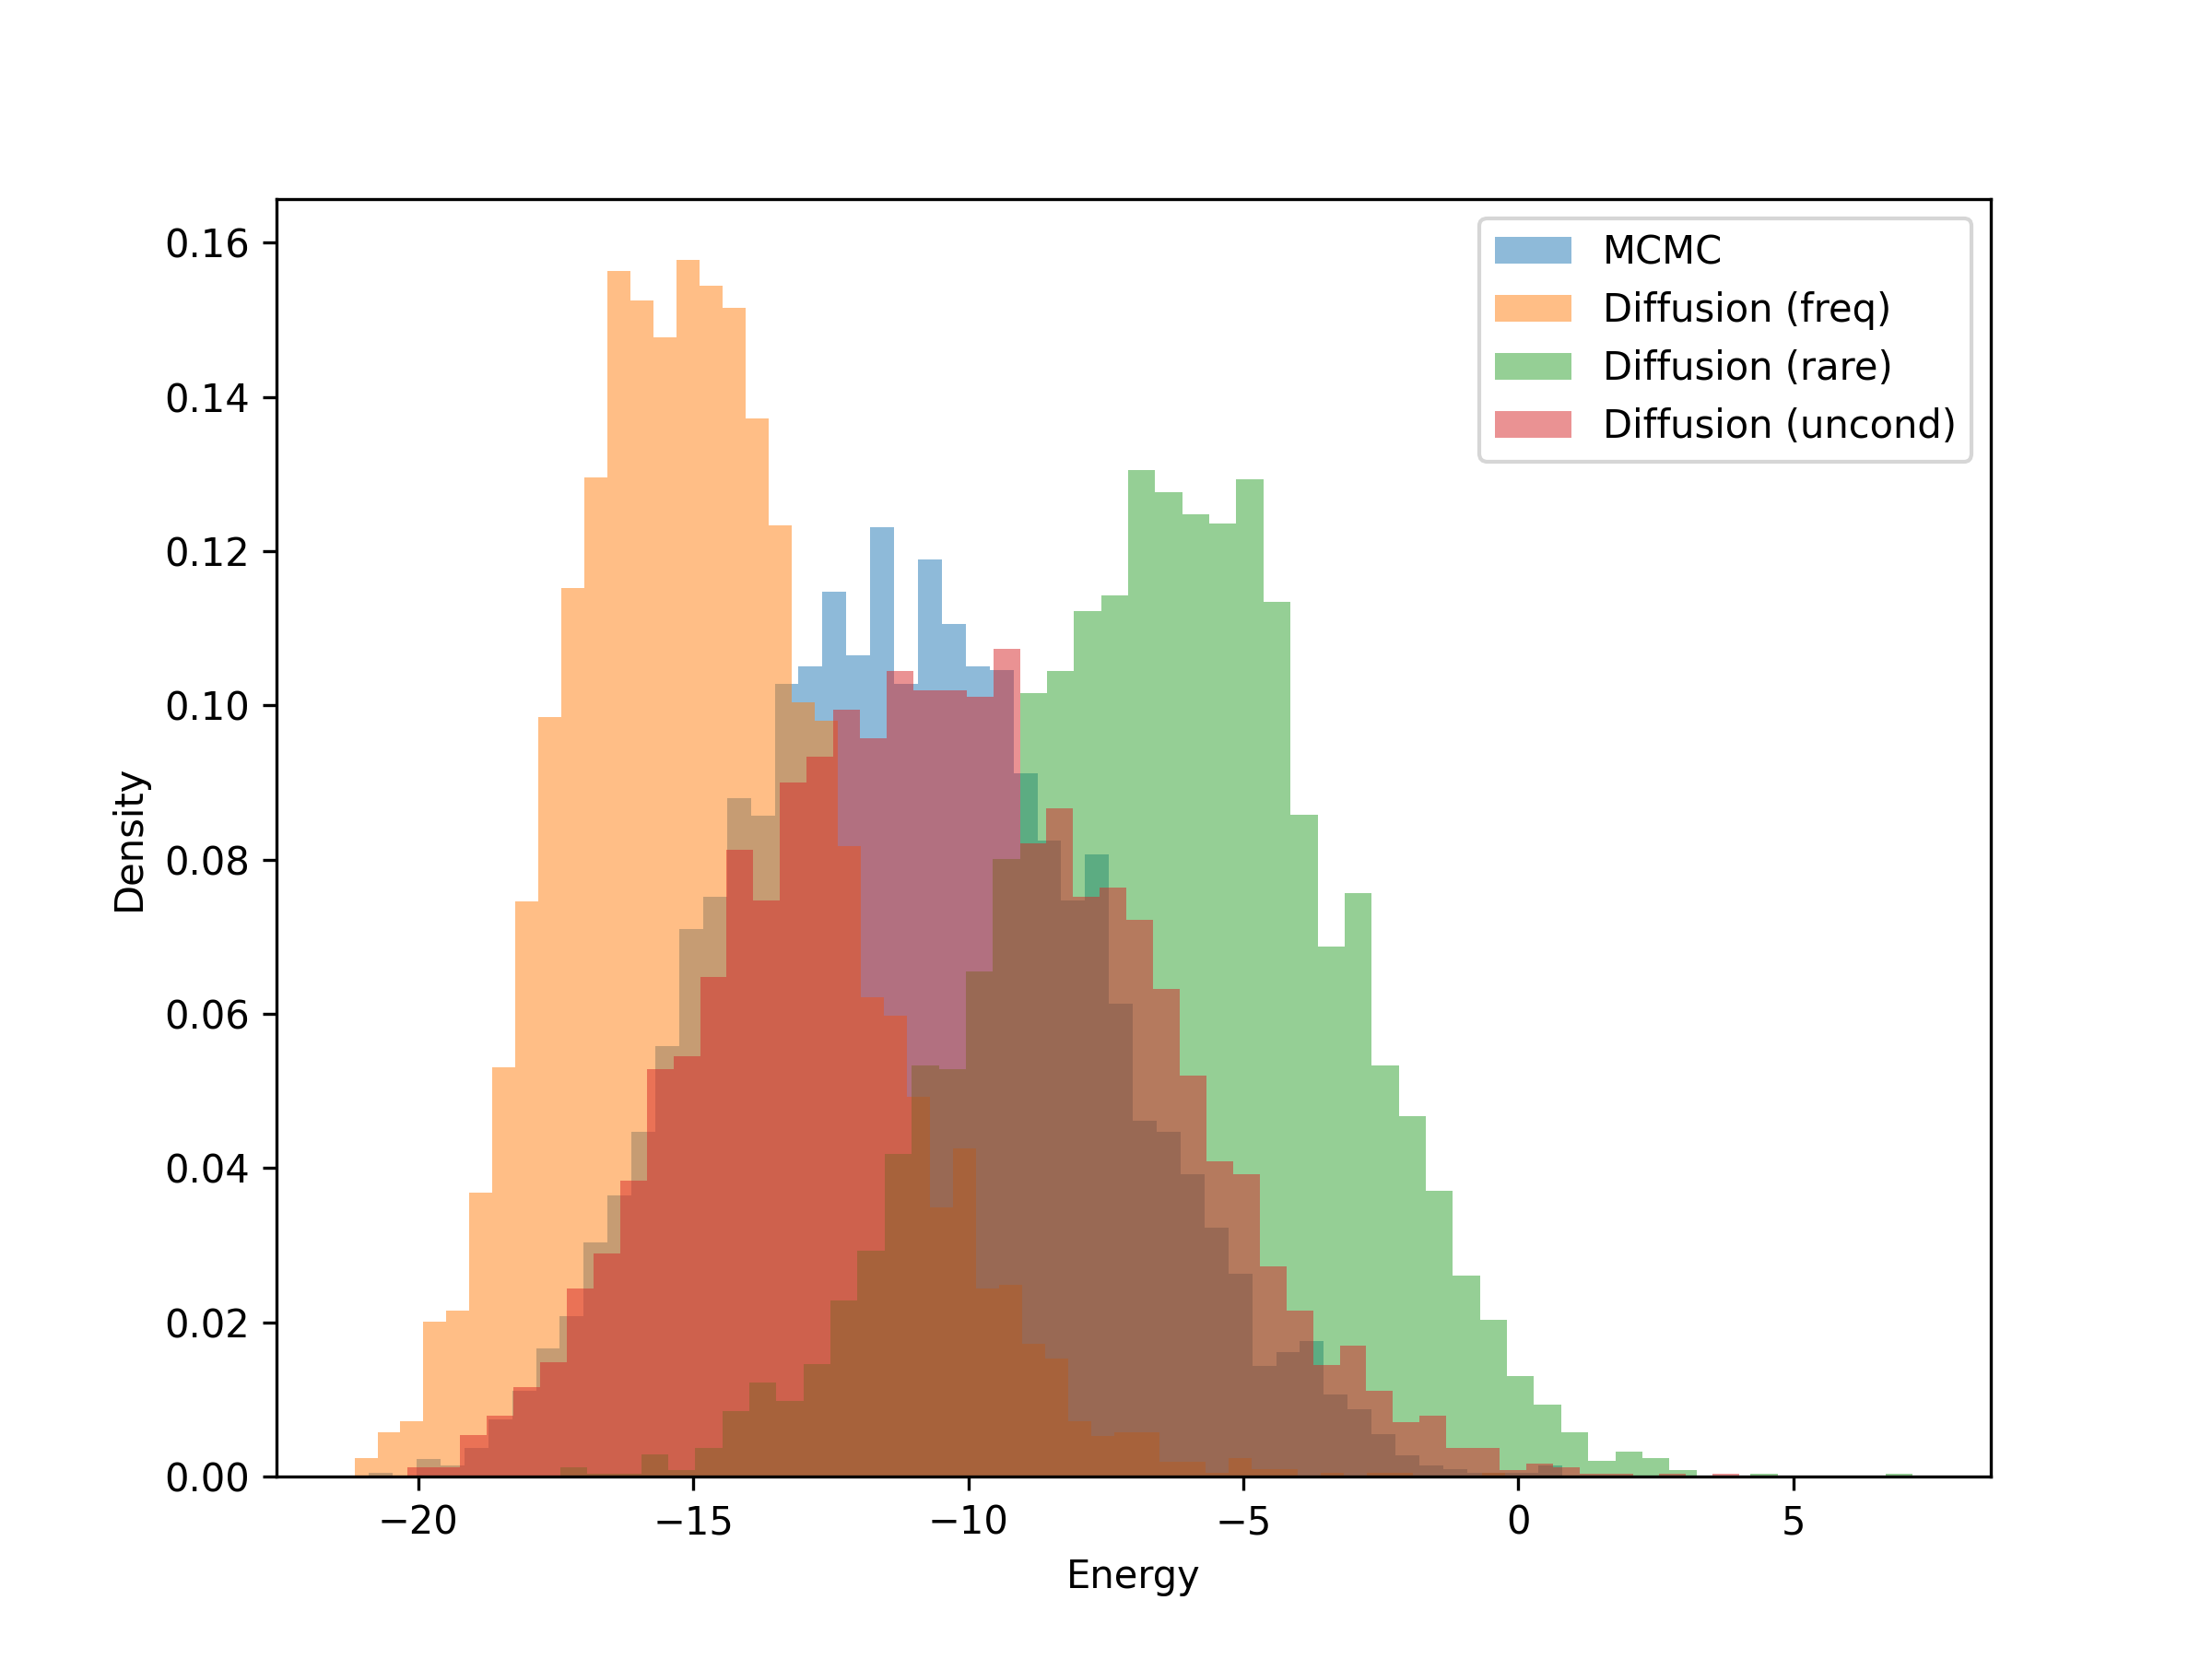 MCMC
Diffusion (freq)
Diffusion (rare)
Diffusion (uncond)
0.16
0.14
0.12
0.10
0.08
0.06
0.04
0.02
0.00
Density
−20 −15 −10 −5 0 5
Energy